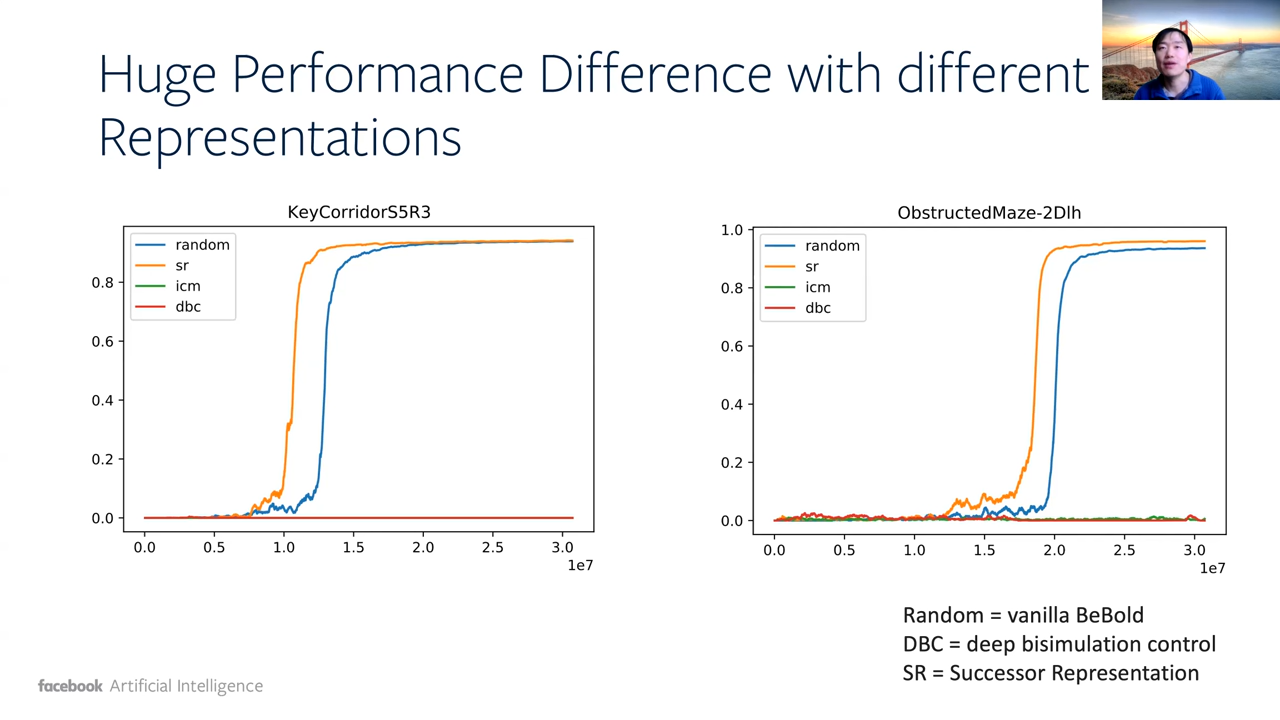 Huge Performance Difference with different
Representations
KeyCorridorS5R3
random
sr
icm
dbc
0.8
0.6
0.4
0.2
0.0
0.0 0.5 1.0 1.5 2.0 2.5 3.0
1e7
ObstructedMaze-2Dlh
random
sr
icm
dbc
1.0
0.8
0.6
0.4
0.2
0.0
0.0 0.5 1.0 1.5 2.0 2.5 3.0
1e7
Random = vanilla BeBold
DBC = deep bisimulation control
SR = Successor Representation
facebook Artificial Intelligence